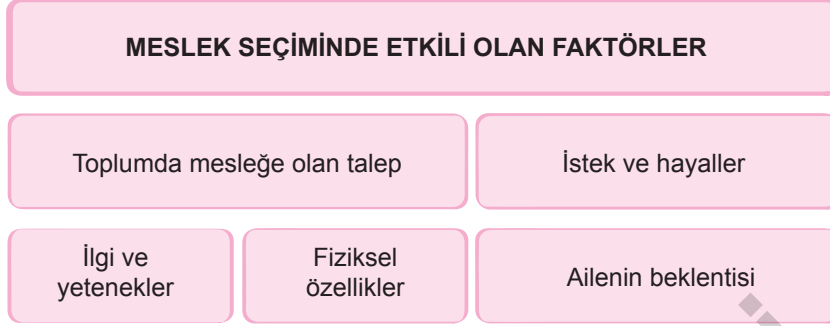 MESLEK SEÇİMİNDE ETKİLİ OLAN FAKTÖRLER
Toplumda mesleğe olan talep
İstek ve hayaller
İlgi ve
yetenekler
Fiziksel
özellikler
Ailenin beklentisi